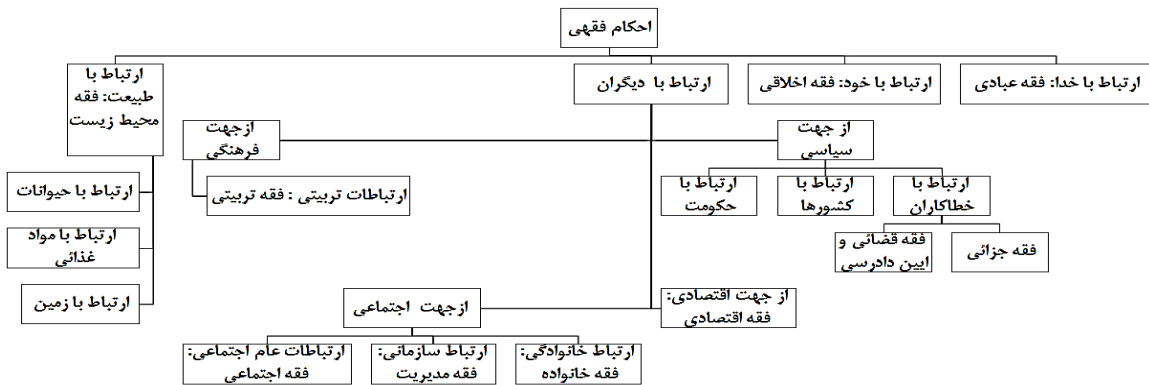 احکام فقهی
ارتباط با خدا: فقه عبادی
ارتباط با خود: فقه اخلاقی
ارتباط با دیگران
ارتباط با
طبیعت: فقه
محیط زیست
از جهت
سیاسی
ازجهت
فرهنگی
ارتباط با
خطاکاران
ارتباط با
کشورها
ارتباط با
حکومت
ارتباطات تربیتی : فقه تربیتی
ارتباط با حیوانات
فقه جزائی
فقه قضائی و
ایین دادرسی
ارتباط با مواد
غذائی
ارتباط با زمین
از جهت اقتصادی:
فقه اقتصادی
ازجهت اجتماعی
ارتباط خانوادگی:
فقه خانواده
ارتباط سازمانی:
فقه مدیریت
ارتباطات عام اجتماعی:
فقه اجتماعی